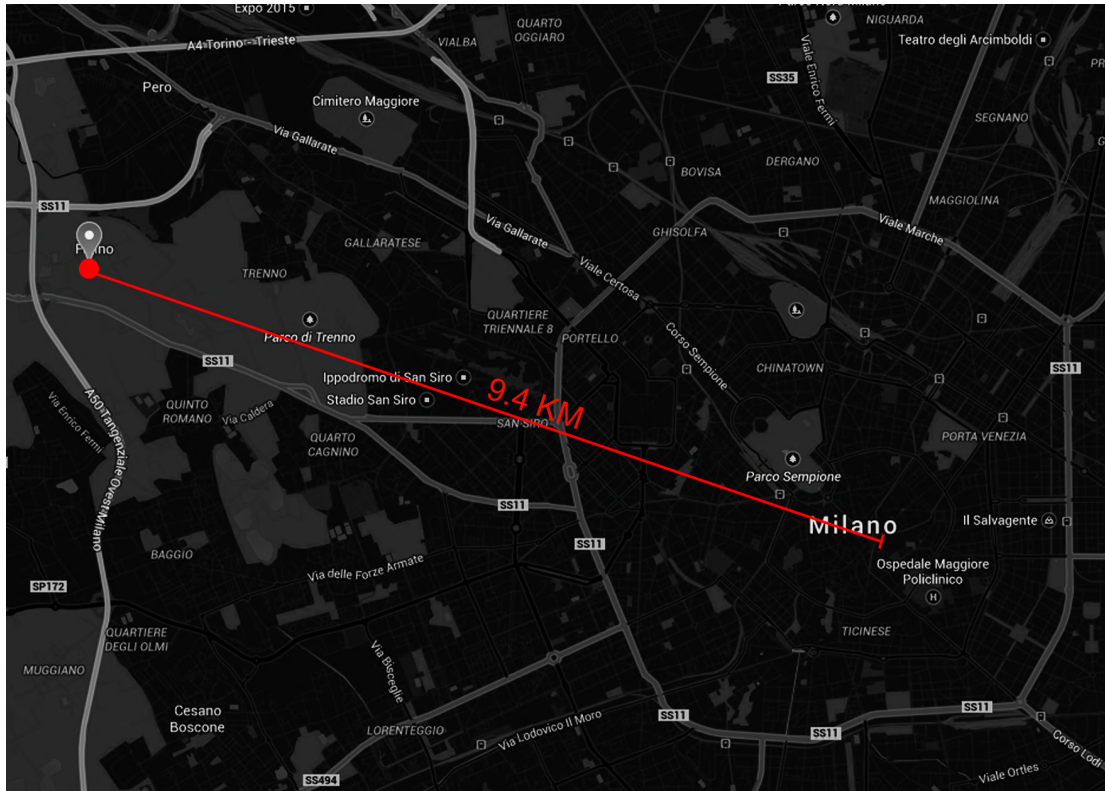 Expo 2015
A4 Torino - Trieste
VIALBA
QUARTO
OGGIARO
NIGUARDA
Teatro degli Arcimboldi
Viale Enrico Fermi
SS35
Pero
Cimitero Maggiore
Via Gallarate
SEGNANO
DERGANO
BOVISA
MAGGIOLINA
SS11
Via Gallarate
GHISOLFA
Viale Marche
GALLARATESE
TRENNO
Viale Certosa
QUARTIERE
TRIENNALE 8
Parco di Trenno
PORTELLO
Corso Sempione
CHINATOWN
SS11
SS11
Ippodromo di San Siro
Stadio San Siro
9.4 KM
A50 Tangenziale Ovest Milano
Via Enrico Fermi
QUINTO
ROMANO
Via Caldera
SAN SIRO
QUARTO
CAGNINO
PORTA VENEZIA
Parco Sempione
SS11
Milano
Il Salvagente
SS11
BAGGIO
Via delle Forze Armate
Ospedale Maggiore
Policlinico
H
SP172
QUARTIERE
DEGLI OLMI
TICINESE
MUGGIANO
Via Bisceglie
Cesano
Boscone
LORENTEGGIO
Via Lodovico Il Moro
SS11
SS11
SS11
Corso Lodi
SS494
Viale Ortles